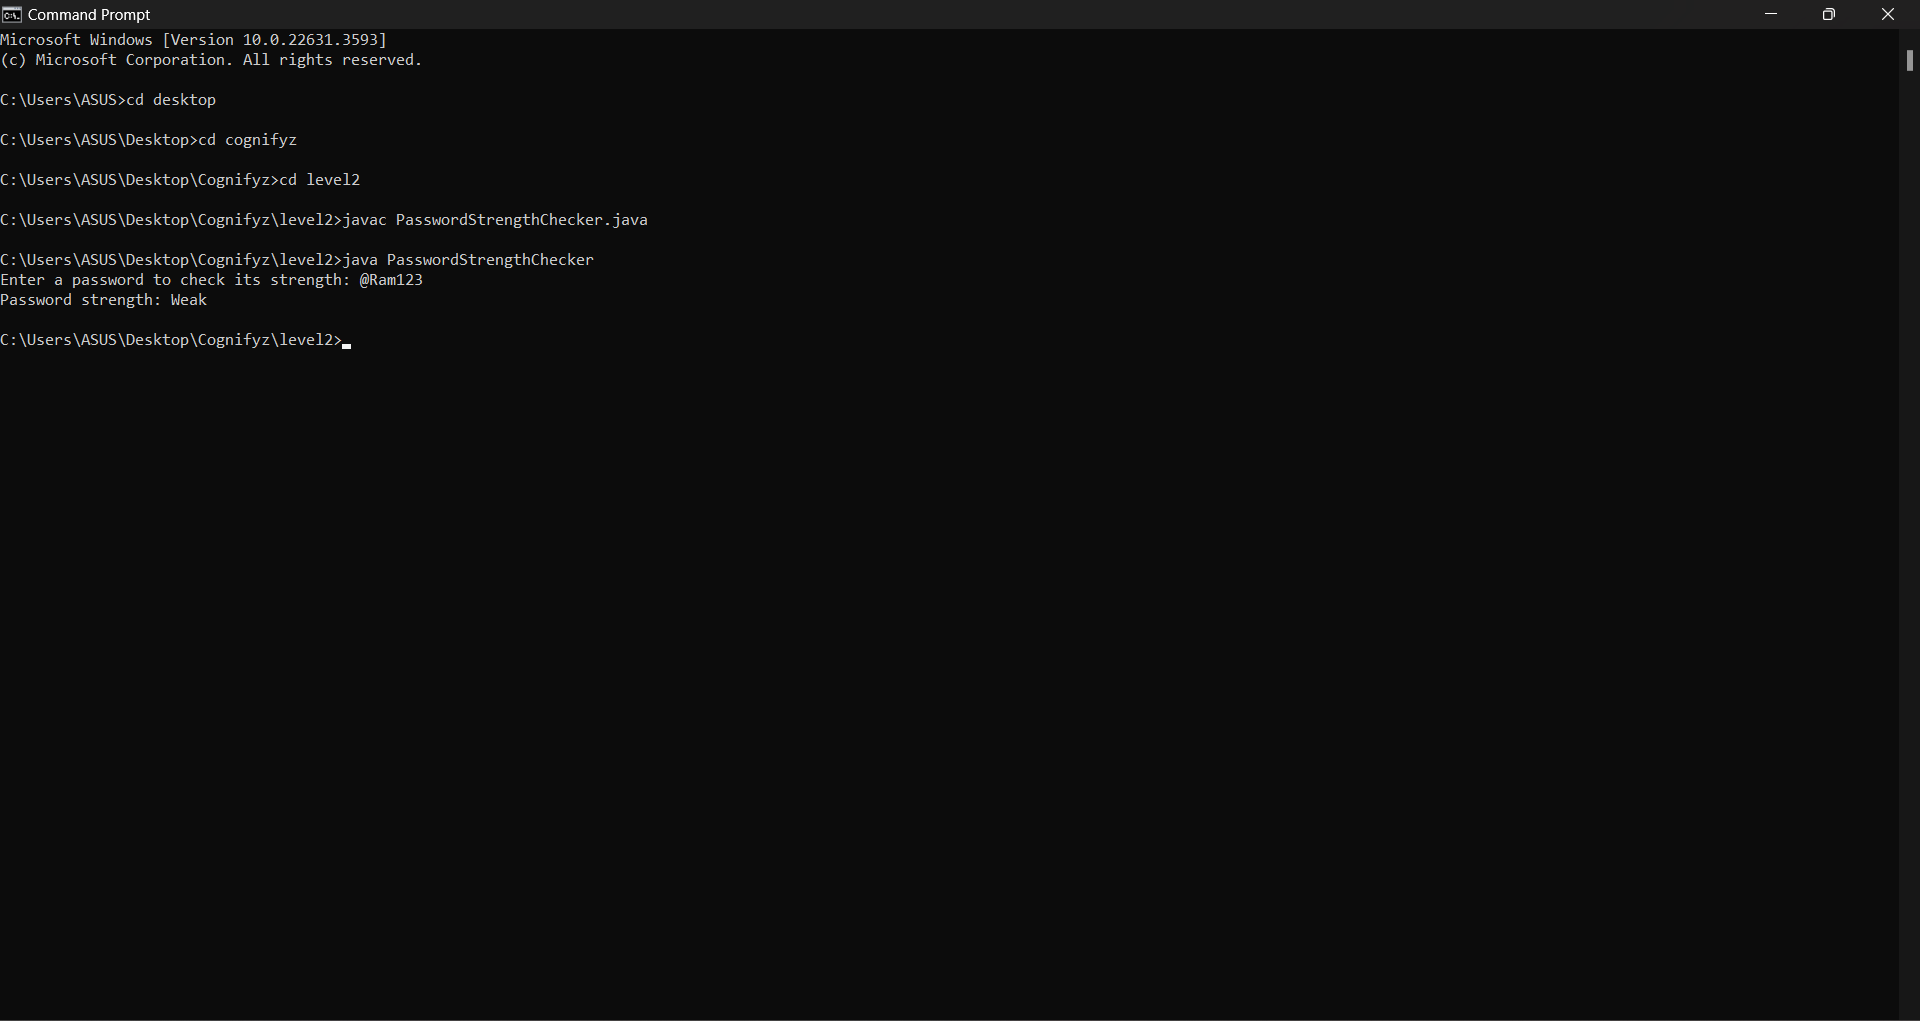 Command Prompt
Microsoft Windows [Version 10.0.22631.3593]
(c) Microsoft Corporation. All rights reserved.
C:\Users\ASUS>cd desktop
C:\Users\ASUS\Desktop>cd cognifyz
C:\Users\ASUS\Desktop\Cognifyz>cd level2
C:\Users\ASUS\Desktop\Cognifyz\level2>javac PasswordStrengthChecker.java
C:\Users\ASUS\Desktop\Cognifyz\level2>java PasswordStrengthChecker
Enter a password to check its strength: @Ram123
Password strength: Weak
C:\Users\ASUS\Desktop\Cognifyz\level2>